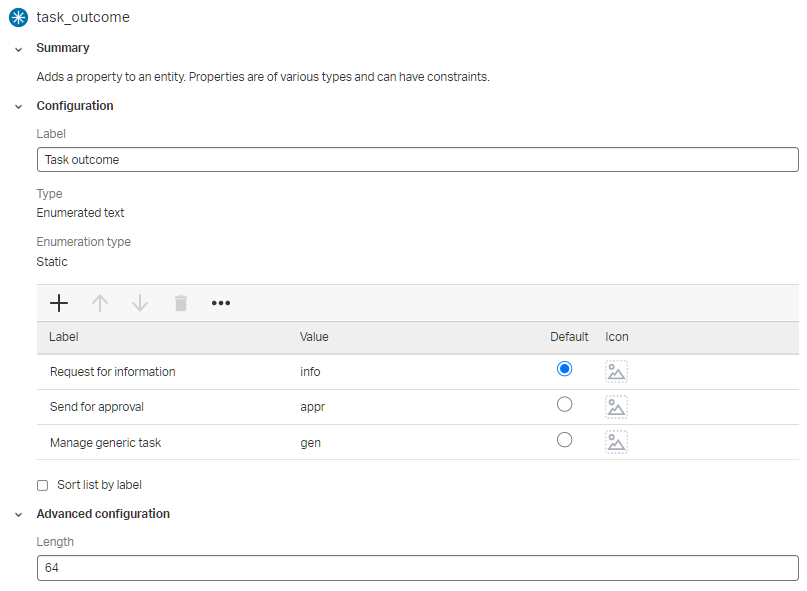 task_outcome
Summary
Adds a property to an entity. Properties are of various types and can have constraints.
Configuration
Label
Task outcome
Type
Enumerated text
Enumeration type
Static
Label Value Default Icon
Request for information info
Send for approval appr
Manage generic task gen
Sort list by label
Advanced configuration
Length
64